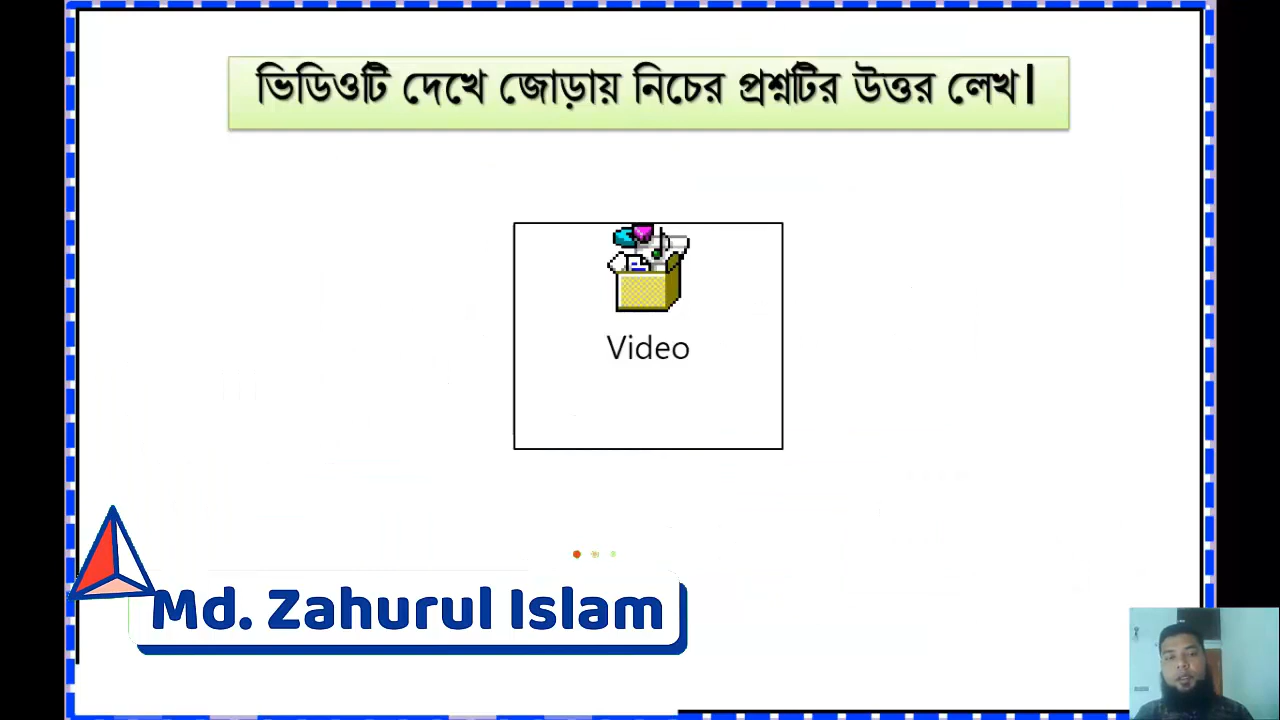 ভিডিওটি দেখে জোড়ায় নিচের প্রশ্নটির উত্তর লেখ।
Video
Md. Zahurul Islam